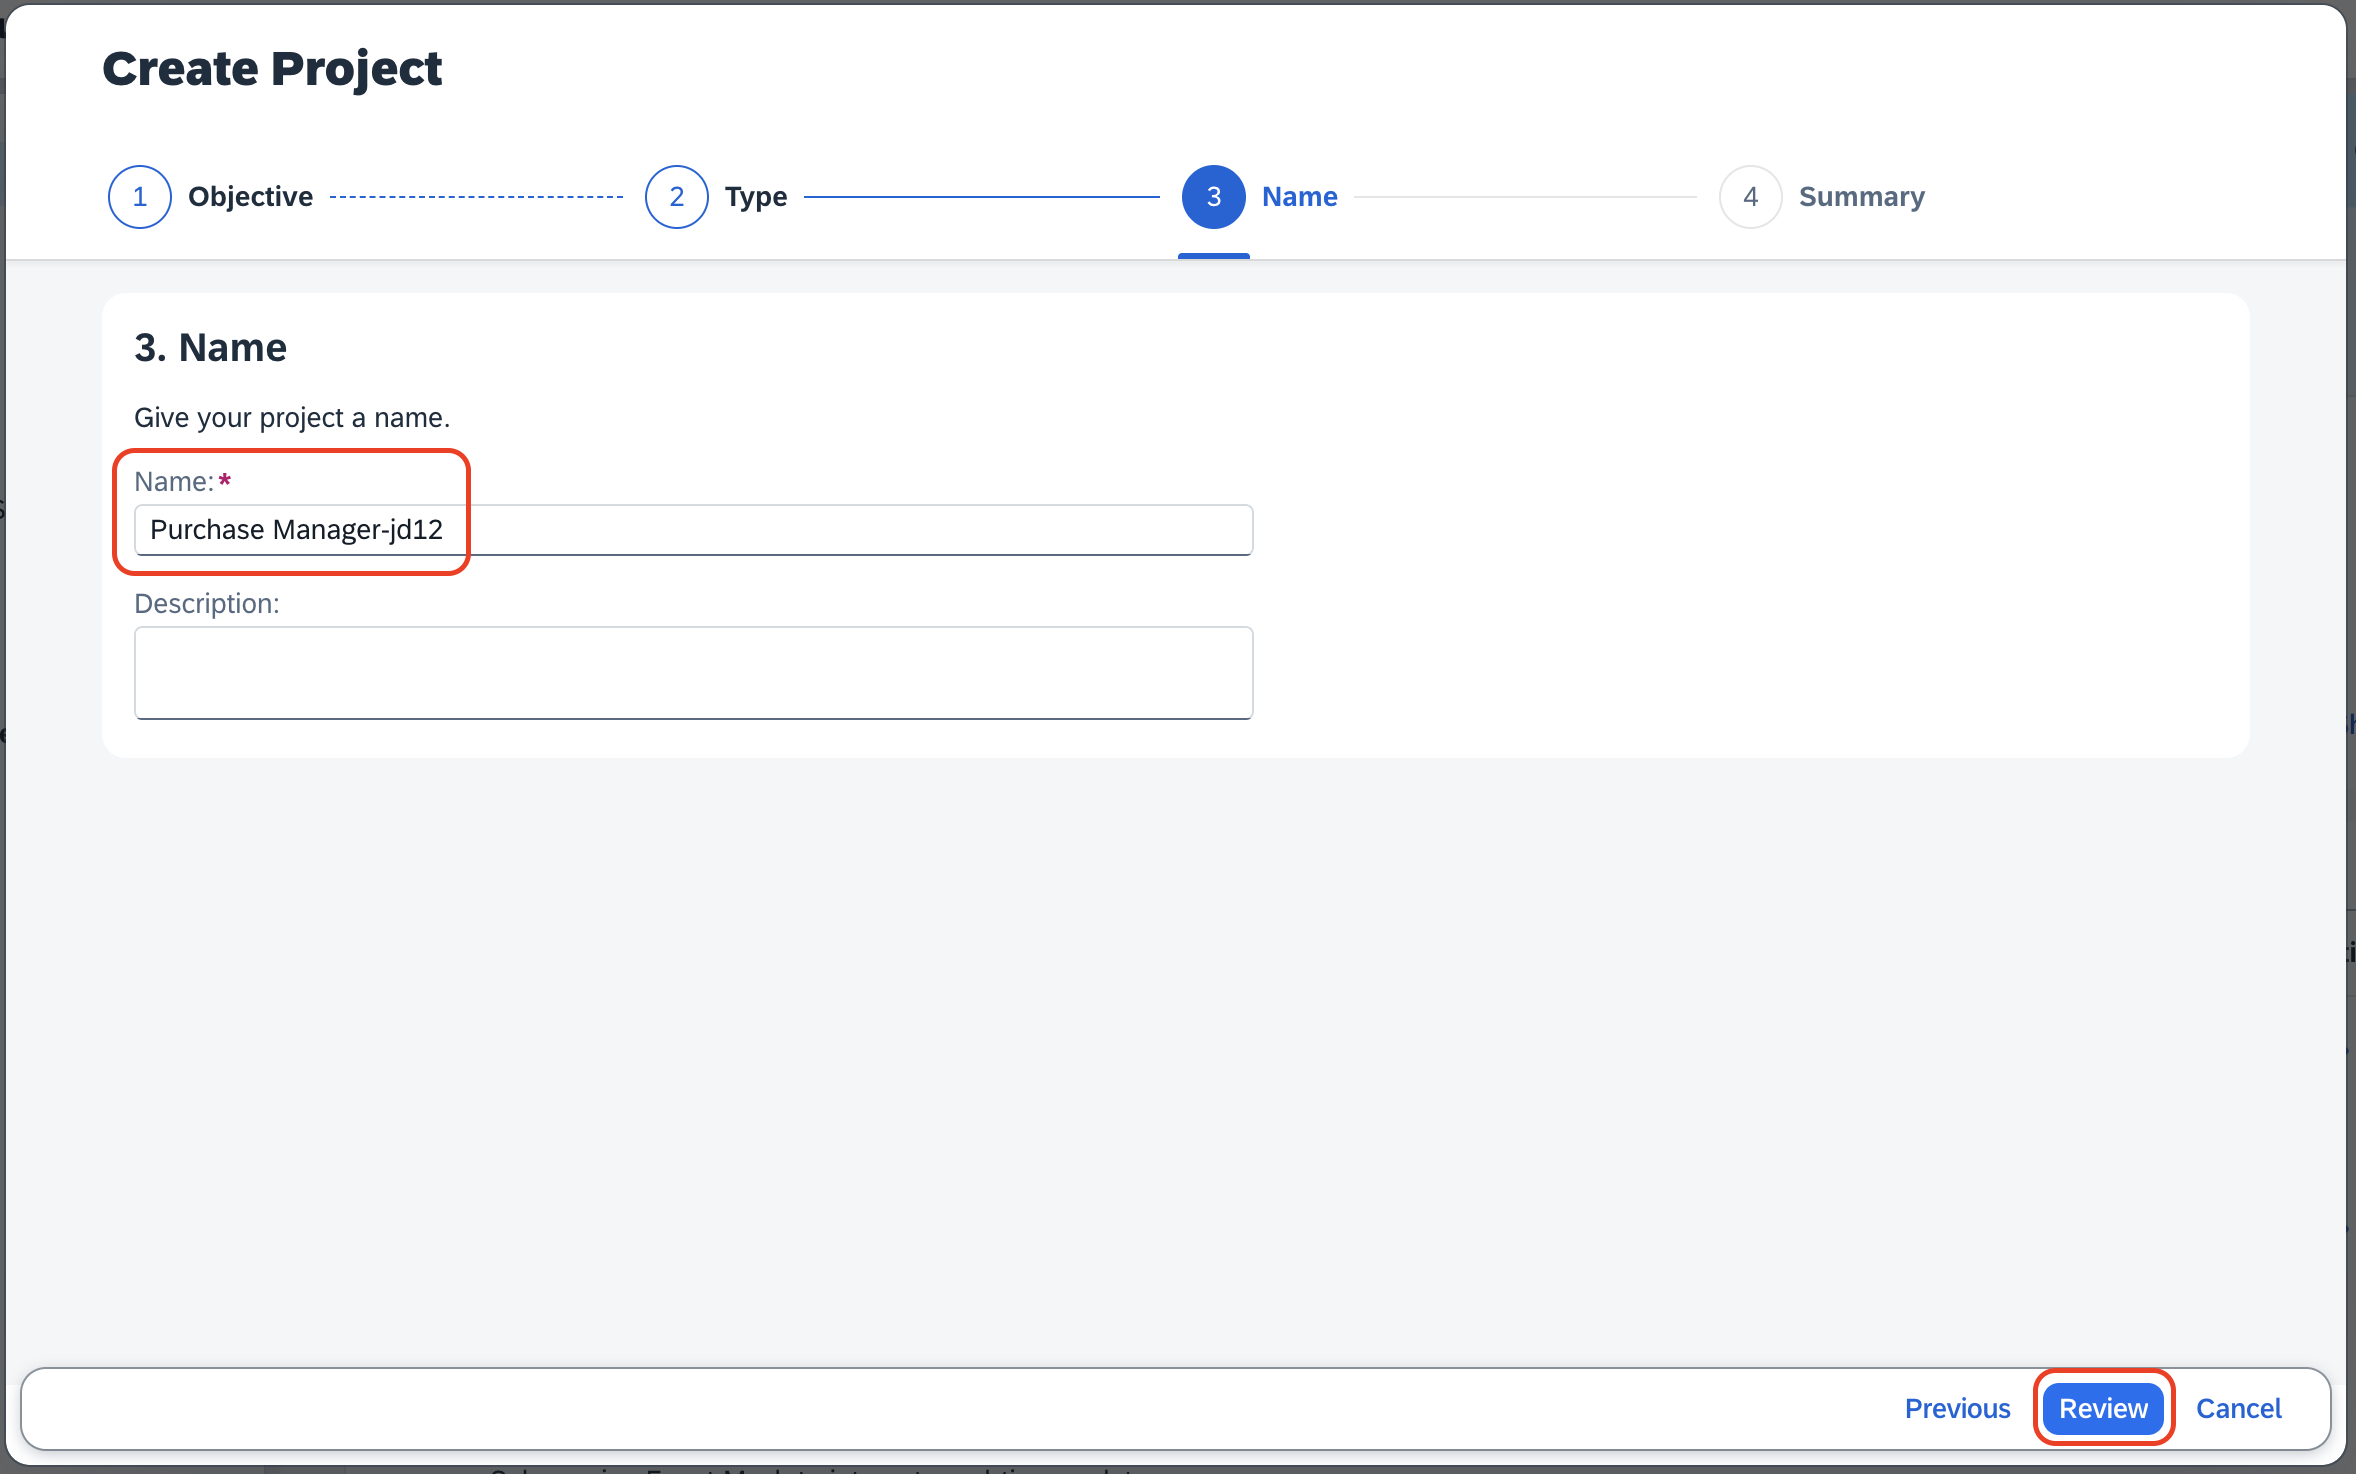 Create Project
1 Objective 2 Type 3 Name 4 Summary
3. Name
Give your project a name.
Name:*
Purchase Manager-jd12
Description:
Previous Review Cancel